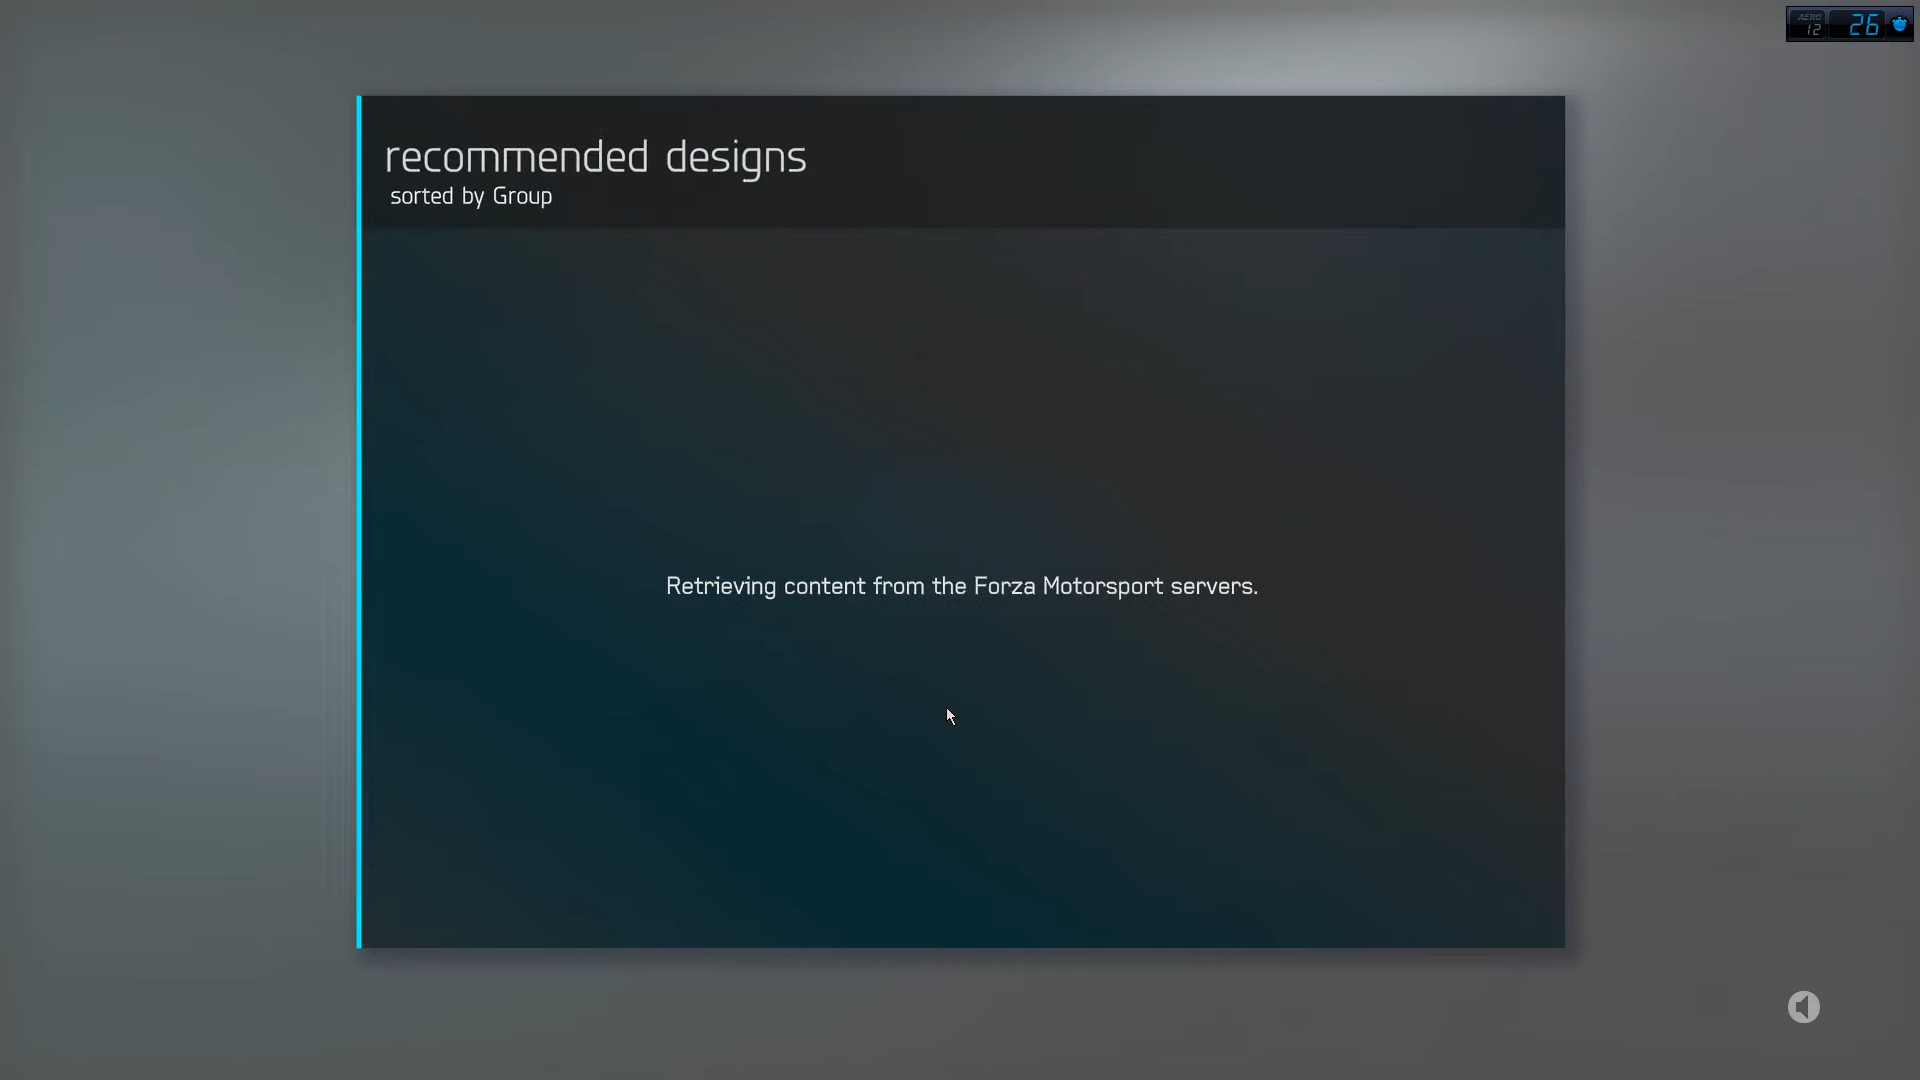 AERO
12
26
recommended designs
sorted by Group
Retrieving content from the Forza Motorsport servers.